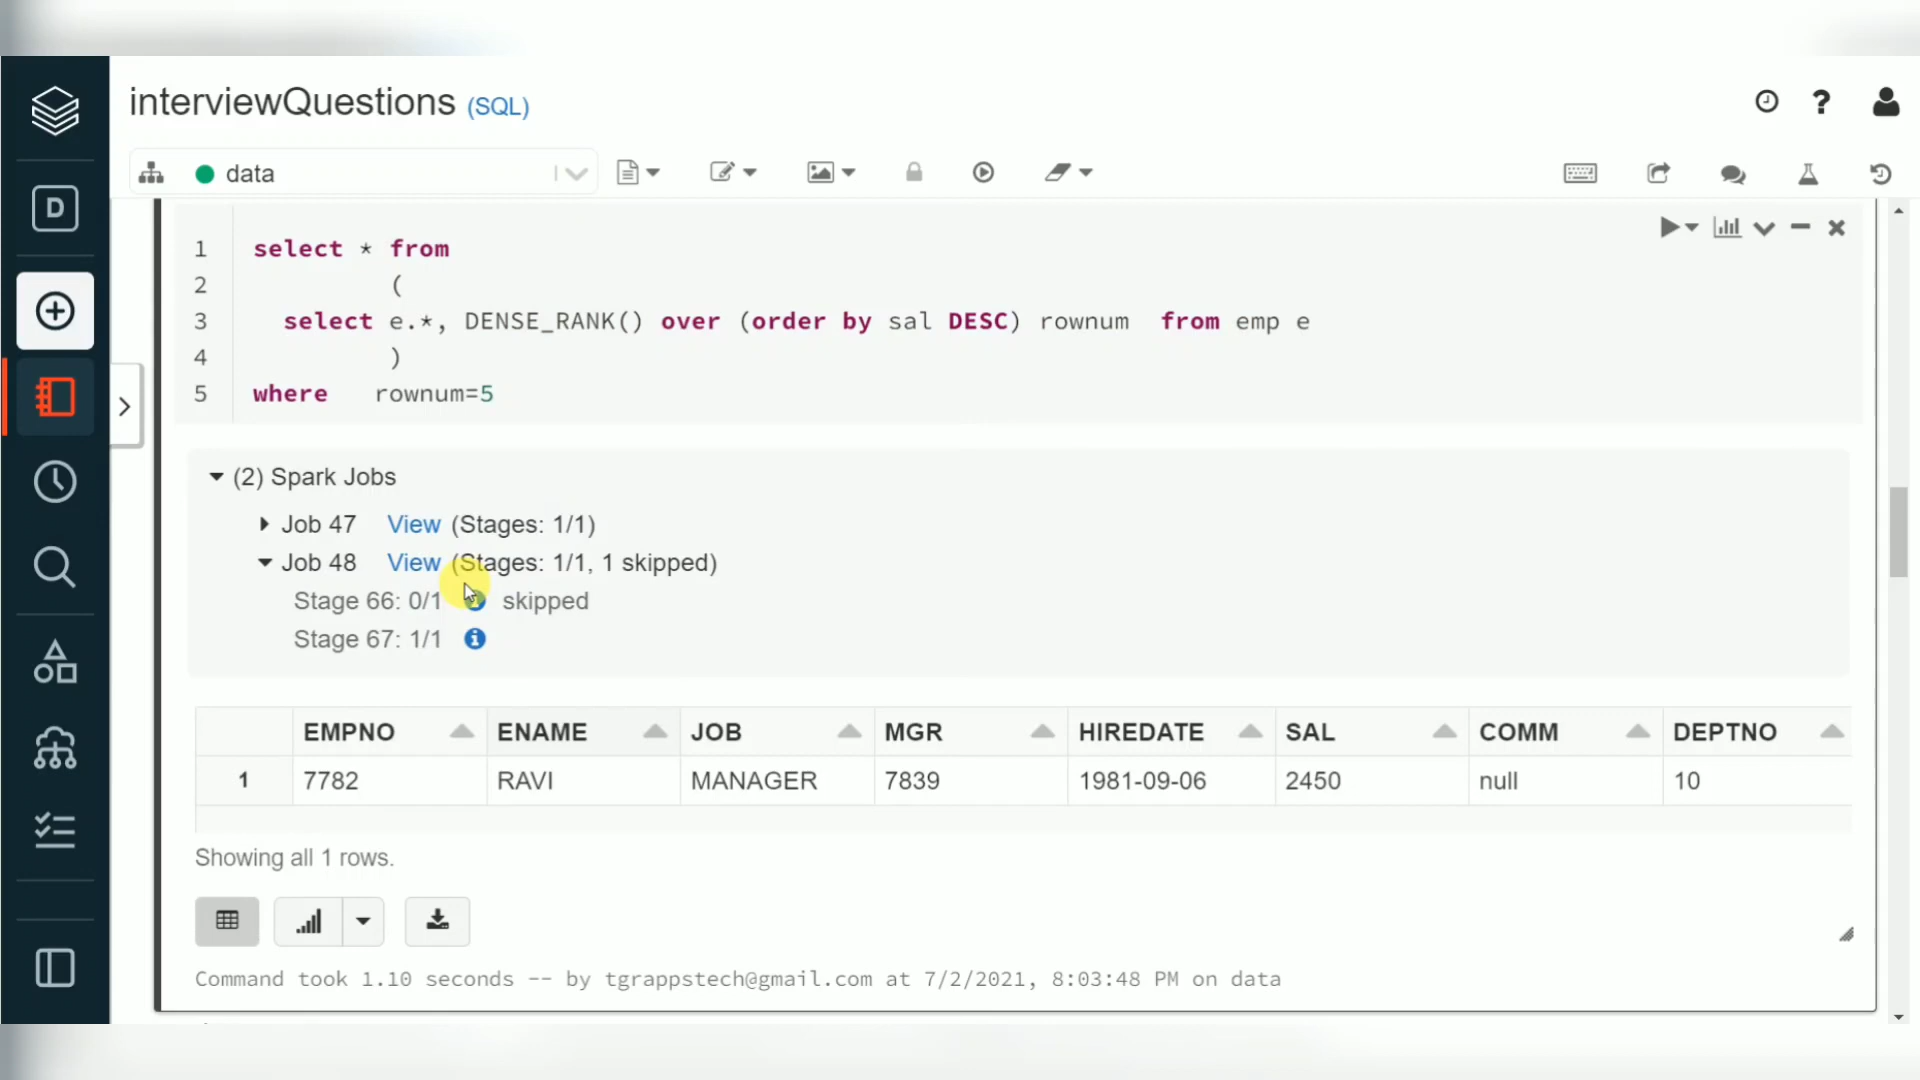 interviewQuestions (SQL)
data
D
1 select * from
2 (
3 select e.*, DENSE_RANK() over (order by sal DESC) rownum from emp e
4 )
5 where rownum=5
(2) Spark Jobs
Job 47 View (Stages: 1/1)
Job 48 View (Stages: 1/1, 1 skipped)
Stage 66: 0/1 skipped
Stage 67: 1/1
EMPNO ENAME JOB MGR HIREDATE SAL COMM DEPTNO
1 7782 RAVI MANAGER 7839 1981-09-06 2450 null 10
Showing all 1 rows.
Command took 1.10 seconds -- by tgrappstech@gmail.com at 7/2/2021, 8:03:48 PM on data